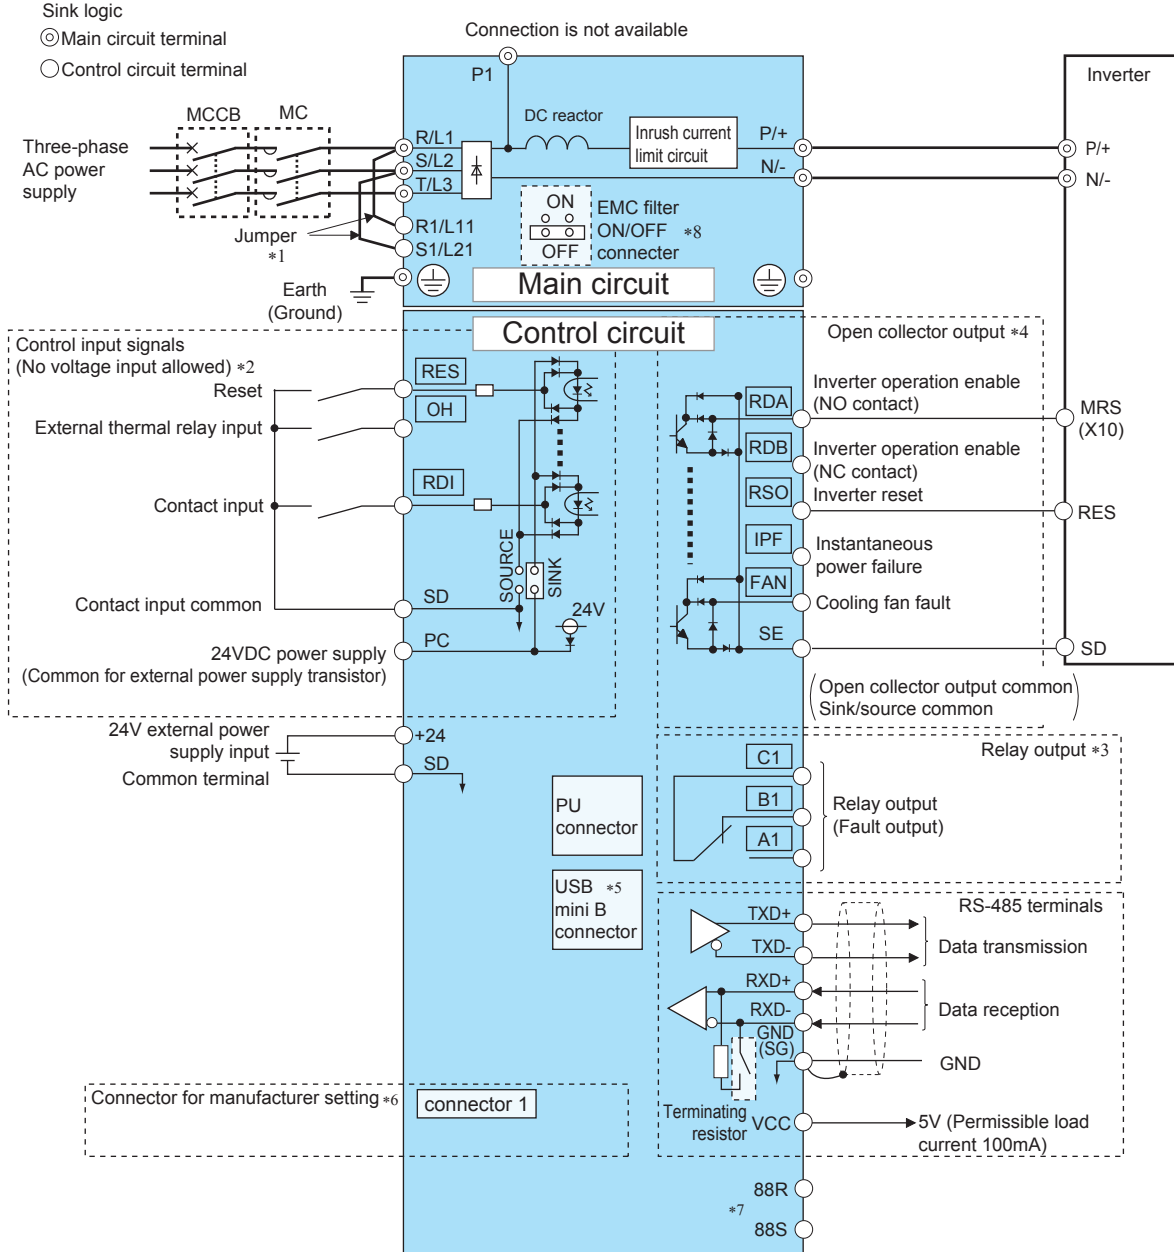 Sink logic
Main circuit terminal
Control circuit terminal
Connection is not available
P1
Inverter
MCCB
MC
DC reactor
Inrush current
limit circuit
Three-phase
AC power
supply
R/L1
S/L2
T/L3
P/+
N/-
P/+
N/-
R1/L11
S1/L21
Jumper
*1
ON
OFF
EMC filter
ON/OFF *8
connecter
Earth
(Ground)
Main circuit
Control circuit
Control input signals
(No voltage input allowed) *2
Reset
External thermal relay input
Contact input
Contact input common
24VDC power supply
(Common for external power supply transistor)
RES
OH
RDI
SOURCE
SINK
24V
SD
PC
Open collector output *4
RDA
Inverter operation enable
(NO contact)
MRS
(X10)
RDB
Inverter operation enable
(NC contact)
RSO
Inverter reset
RES
IPF
Instantaneous
power failure
FAN
Cooling fan fault
SE
SD
Open collector output common
Sink/source common
24V external power
supply input
Common terminal
+24
SD
PU
connector
USB *5
mini B
connector
Relay output *3
C1
B1
A1
Relay output
(Fault output)
RS-485 terminals
TXD+
TXD-
Data transmission
RXD+
RXD-
Data reception
GND
(SG)
GND
Terminating
resistor
VCC
5V (Permissible load
current 100mA)
Connector for manufacturer setting *6
connector 1
88R
*7
88S